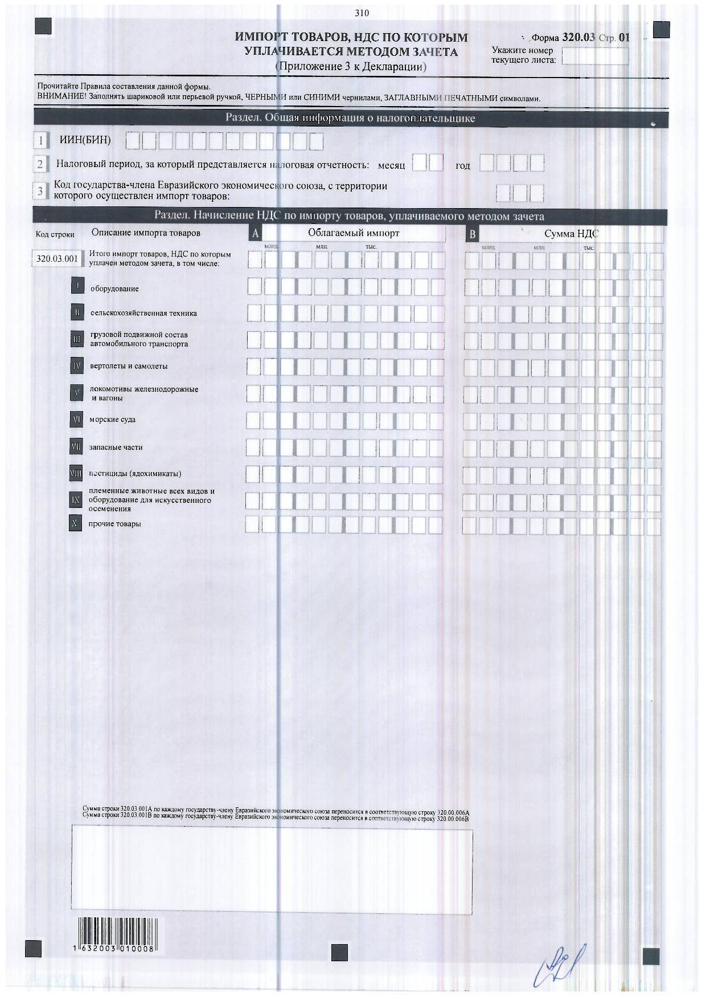 310
ИМПОРТ ТОВАРОВ, НДС ПО КОТОРЫМ
УПЛАЧИВАЕТСЯ МЕТОДОМ ЗАЧЕТА
(Приложение 3 к Декларации)
Форма 320.03 Стр. 01
Укажите номер
текущего листа:
Прочитайте Правила составления данной формы.
ВНИМАНИЕ! Заполнять шариковой или перьевой ручкой, ЧЕРНЫМИ или СИНИМИ чернилами, ЗАГЛАВНЫМИ ПЕЧАТНЫМИ символами.
Раздел. Общая информация о налогоплательщике
1 ИИН(БИН)
2 Налоговый период, за который представляется налоговая отчетность: месяц год
3 Код государства-члена Евразийского экономического союза, с территории
которого осуществлен импорт товаров:
Раздел. Начисление НДС по импорту товаров, уплачиваемого методом зачета
Код строки Описание импорта товаров A Облагаемый импорт B Сумма НДС
млрд. млн. тыс. млрд. млн. тыс
320.03.001 Итого импорт товаров, НДС по которым
уплачен методом зачета, в том числе:
I оборудование
II сельскохозяйственная техника
III грузовой подвижной состав
автомобильного транспорта
IV вертолеты и самолеты
V локомотивы железнодорожные
и вагоны
VI морские суда
VII запасные части
VIII пестициды (ядохимикаты)
IX племенные животные всех видов и
оборудование для искусственного
осеменения
X прочие товары
Сумма строки 320.03.001А по каждому государству-члену Евразийского экономического союза переносится в соответствующую строку 320.00.006А
Сумма строки 320.03.001В по каждому государству-члену Евразийского экономического союза переносится в соответствующую строку 320.00.006В
1 632003 010008